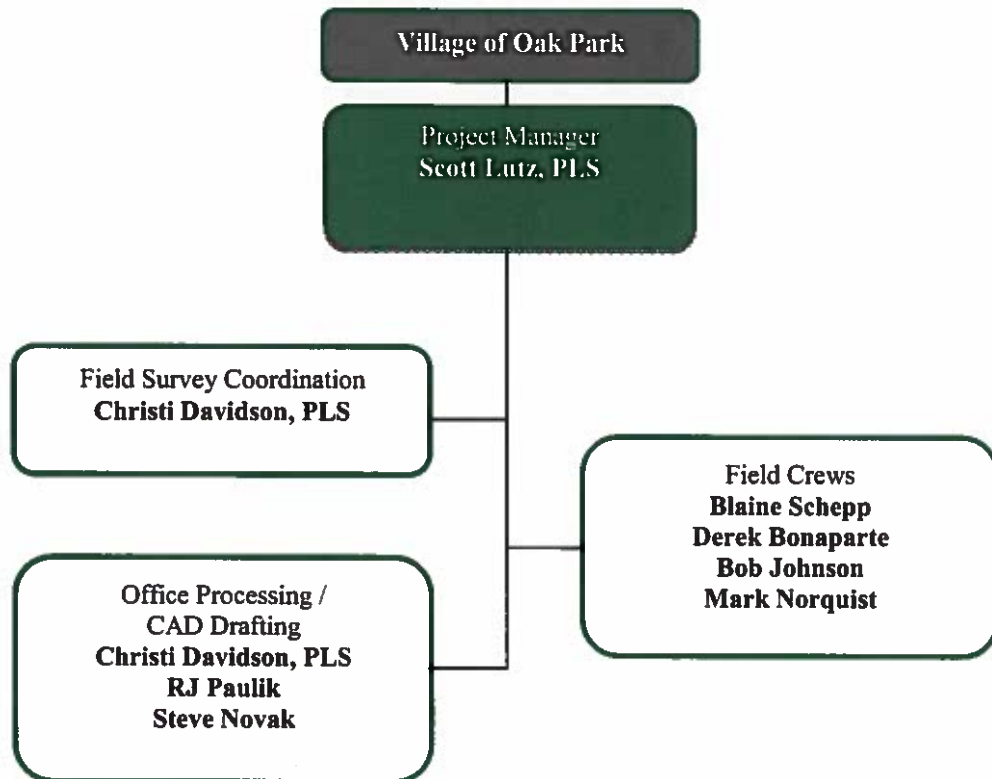 Village of Oak Park
Project Manager
Scott Lutz, PLS
Field Survey Coordination
Christi Davidson, PLS
Field Crews
Blaine Schepp
Derek Bonaparte
Bob Johnson
Mark Norquist
Office Processing /
CAD Drafting
Christi Davidson, PLS
RJ Paulik
Steve Novak